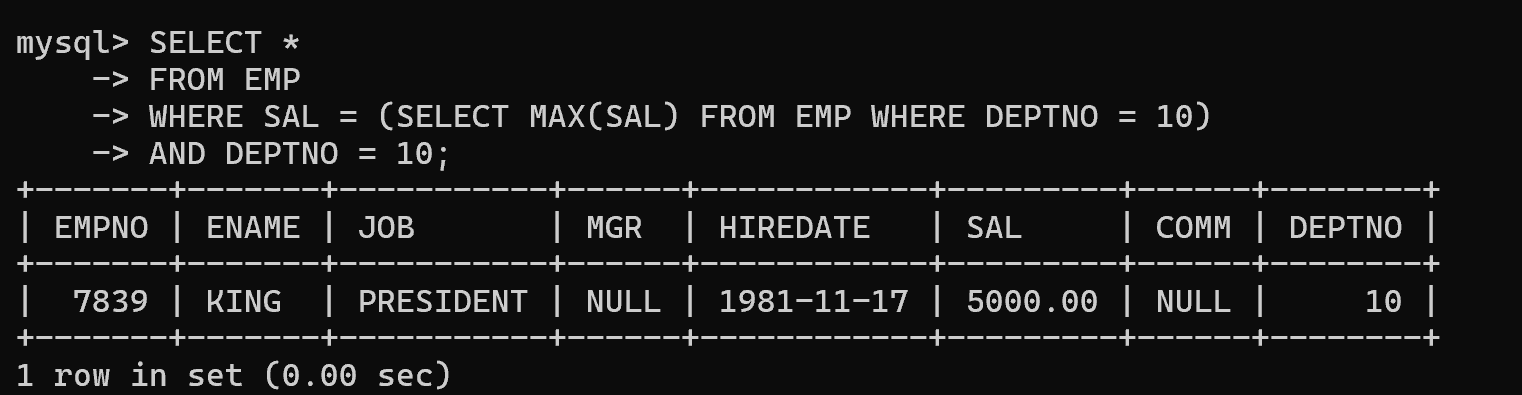 mysql> SELECT *
    -> FROM EMP
    -> WHERE SAL = (SELECT MAX(SAL) FROM EMP WHERE DEPTNO = 10)
    -> AND DEPTNO = 10;
+-------+-------+-----------+------+------------+---------+------+--------+
| EMPNO | ENAME | JOB       | MGR  | HIREDATE   | SAL     | COMM | DEPTNO |
+-------+-------+-----------+------+------------+---------+------+--------+
|  7839 | KING  | PRESIDENT | NULL | 1981-11-17 | 5000.00 | NULL |     10 |
+-------+-------+-----------+------+------------+---------+------+--------+
1 row in set (0.00 sec)